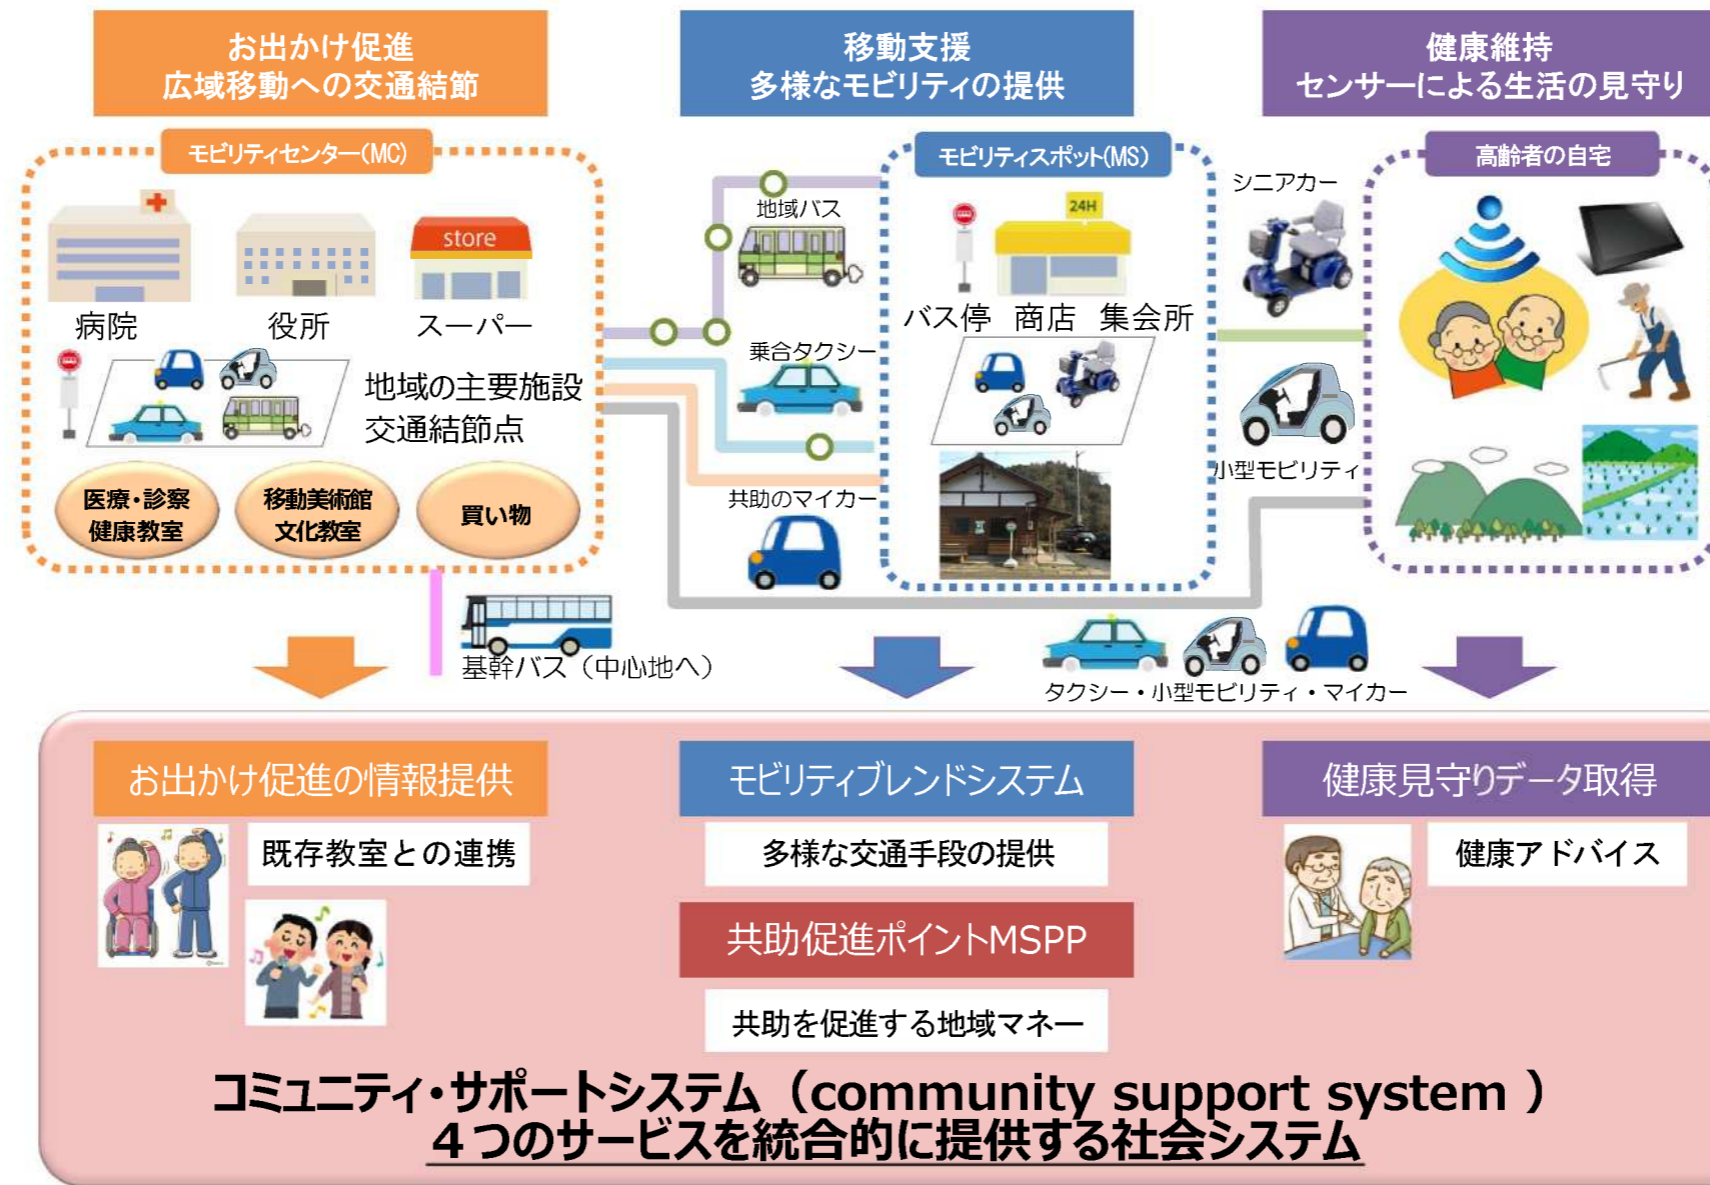 お出かけ促進
広域移動への交通結節
移動支援
多様なモビリティの提供
健康維持
センサーによる生活の見守り
モビリティセンター(MC)
病院
役所
store
スーパー
地域の主要施設
交通結節点
医療・診察
健康教室
移動美術館
文化教室
買い物
基幹バス（中心地へ）
地域バス
乗合タクシー
共助のマイカー
モビリティスポット(MS)
24H
バス停 商店 集会所
シニアカー
小型モビリティ
タクシー・小型モビリティ・マイカー
高齢者の自宅
お出かけ促進の情報提供
既存教室との連携
モビリティブレンドシステム
多様な交通手段の提供
共助促進ポイントMSPP
共助を促進する地域マネー
健康見守りデータ取得
健康アドバイス
コミュニティ・サポートシステム（community support system ）
４つのサービスを統合的に提供する社会システム